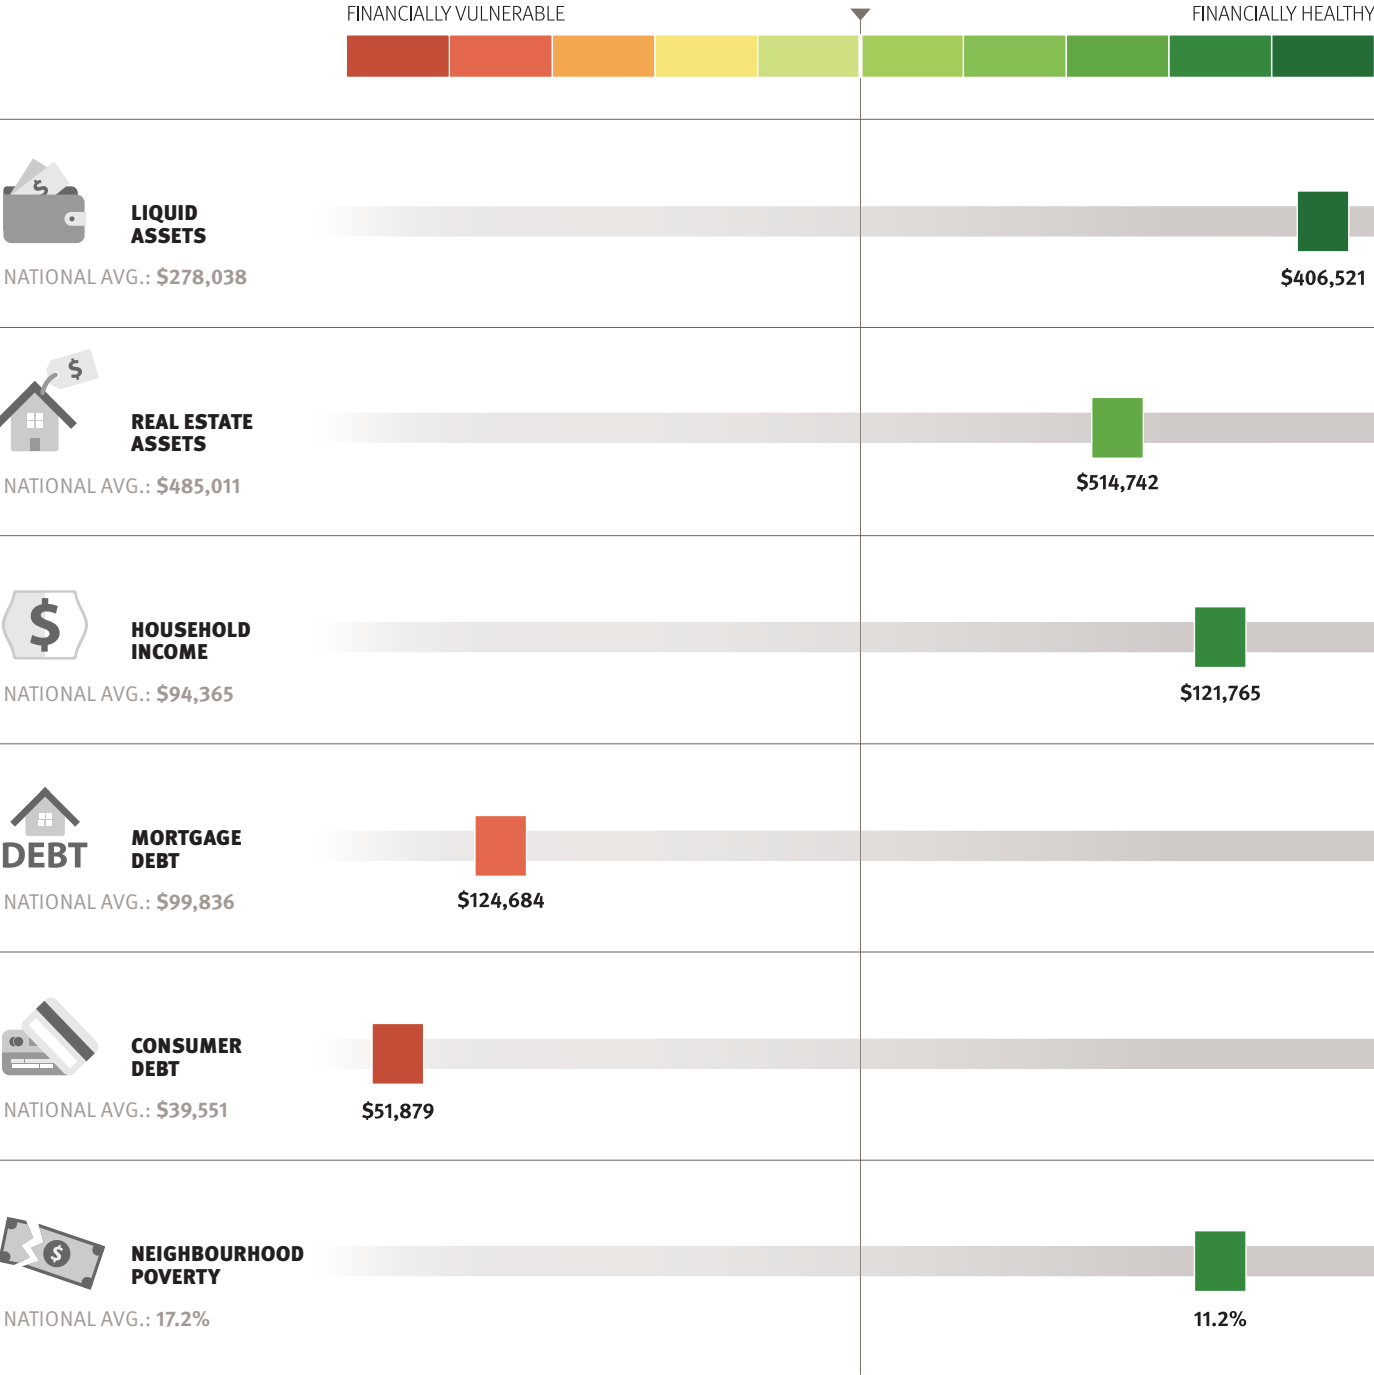 FINANCIALLY VULNERABLE
FINANCIALLY HEALTHY
$
LIQUID
ASSETS
NATIONAL AVG.: $278,038
$406,521
$
REAL ESTATE
ASSETS
NATIONAL AVG.: $485,011
$514,742
$
HOUSEHOLD
INCOME
NATIONAL AVG.: $94,365
$121,765
DEBT
MORTGAGE
DEBT
NATIONAL AVG.: $99,836
$124,684
CONSUMER
DEBT
NATIONAL AVG.: $39,551
$51,879
$
NEIGHBOURHOOD
POVERTY
NATIONAL AVG.: 17.2%
11.2%